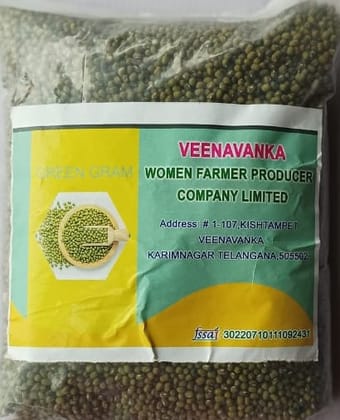 GREEN GRAM
VEENAVANKA
WOMEN FARMER PRODUCER
COMPANY LIMITED
Address: # 1-107,KISHTAMPET
VEENAVANKA
KARIMNAGAR TELANGANA,505502
fssai 30220710111092431